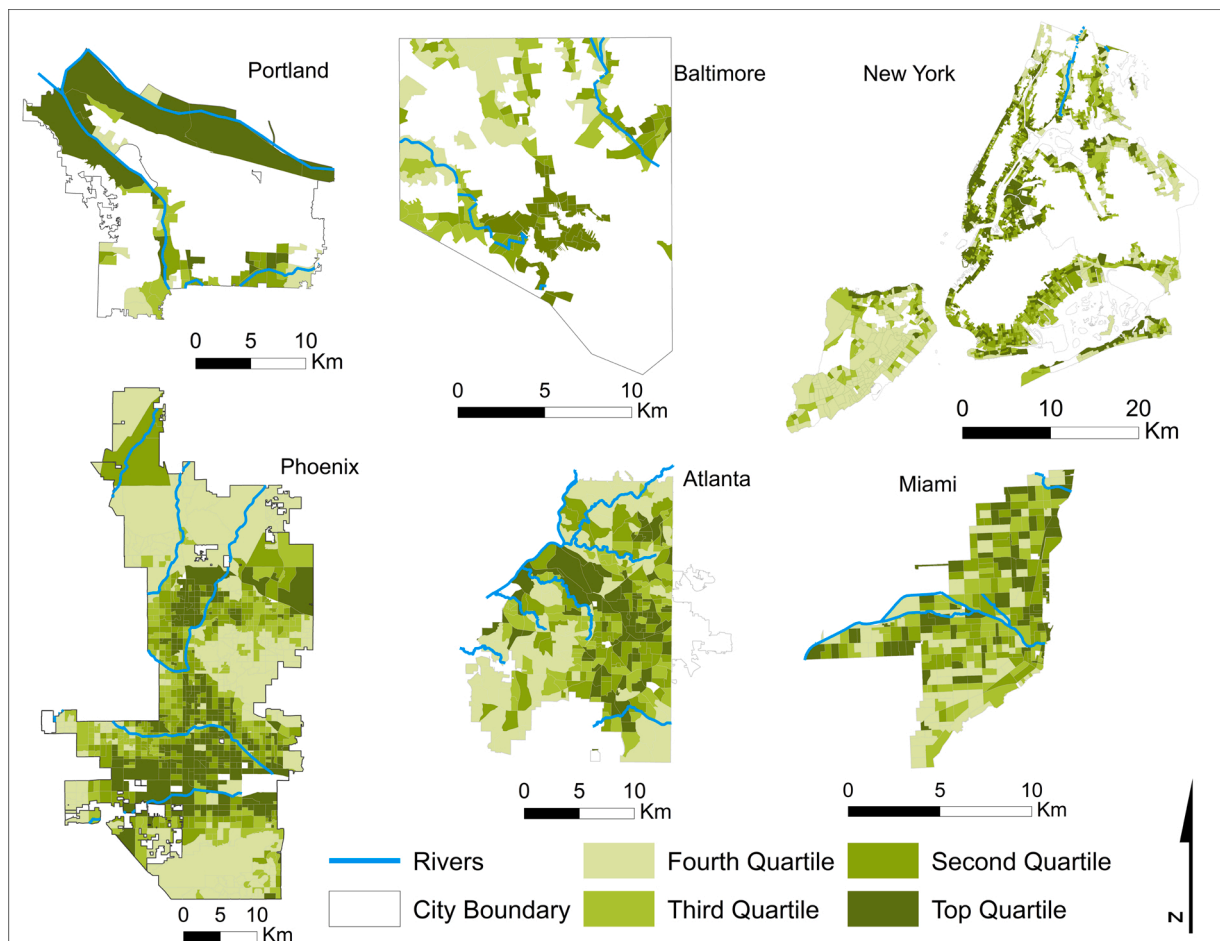 Portland
Baltimore
New York
0 5 10
Km
0 5 10
Km
0 10 20
Km
Phoenix
Atlanta
Miami
0 5 10
Km
0 5 10
Km
0 5 10
Km
Rivers
Fourth Quartile
Second Quartile
City Boundary
Third Quartile
Top Quartile
N